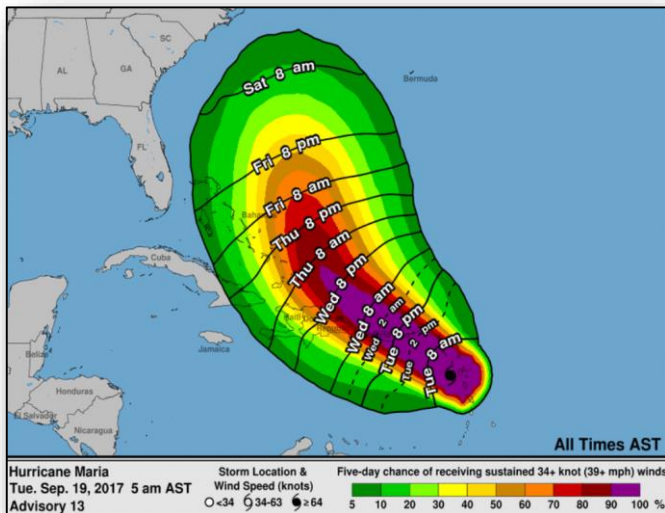 SC
AL
GA
Bermuda
FL
Sat 8 am
Fri 8 pm
Fri 8 am
Thu 8 pm
Thu 8 am
Wed 8 pm
Wed 8 am
Wed 2 am
Tue 8 pm
Tue 2 pm
Tue 8 am
Cuba
Haiti
Jamaica
Belize
Honduras
El Salvador
Nicaragua
All Times AST
Hurricane Maria
Tue. Sep. 19, 2017 5 am AST
Advisory 13
Storm Location &
Wind Speed (knots)
<34 34-63 ≥ 64
Five-day chance of receiving sustained 34+ knot (39+ mph) winds
5 10 20 30 40 50 60 70 80 90 100 %